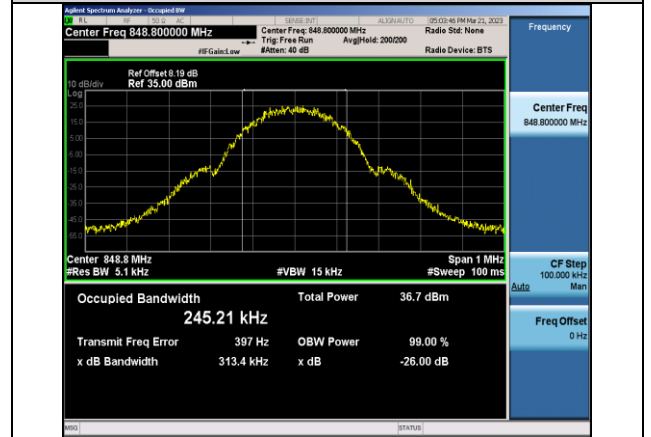 Agilent Spectrum Analyzer - Occupied BW
RL RF 50 Ω AC SENSE:INT ALIGNAUTO 05:03:46 PM Mar 21, 2023
Center Freq 848.800000 MHz
Center Freq: 848.800000 MHz
Radio Std: None
Trig: Free Run Avg|Hold: 200/200
#IFGain:Low #Atten: 40 dB Radio Device: BTS
Frequency
Ref Offset 8.19 dB
10 dB/div Ref 35.00 dBm
Log
25.0
15.0
5.00
-5.00
-15.0
-25.0
-35.0
-45.0
-55.0
Center 848.8 MHz Span 1 MHz
#Res BW 5.1 kHz #VBW 15 kHz #Sweep 100 ms
Center Freq
848.800000 MHz
CF Step
100.000 kHz
Auto Man
Freq Offset
0 Hz
Occupied Bandwidth Total Power 36.7 dBm
245.21 kHz
Transmit Freq Error 397 Hz OBW Power 99.00 %
x dB Bandwidth 313.4 kHz x dB -26.00 dB
MSG STATUS